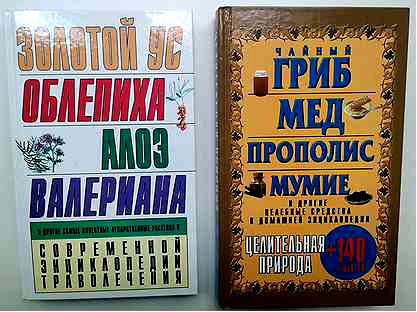 ЗОЛОТОЙ УС
ОБЛЕПИХА
АЛОЭ
ВАЛЕРИАНА
И ДРУГИЕ САМЫЕ ИЗВЕСТНЫЕ ЛЕКАРСТВЕННЫЕ РАСТЕНИЯ В
СОВРЕМЕННОЙ
ЭНЦИКЛОПЕДИИ
ТРАВОЛЕЧЕНИЯ
ЧАЙНЫЙ
ГРИБ
МЕД
ПРОПОЛИС
МУМИЕ
И ДРУГИЕ
ЦЕЛЕБНЫЕ СРЕДСТВА
В ДОМАШНЕЙ ЭНЦИКЛОПЕДИИ
ЦЕЛИТЕЛЬНАЯ
ПРИРОДА
+140